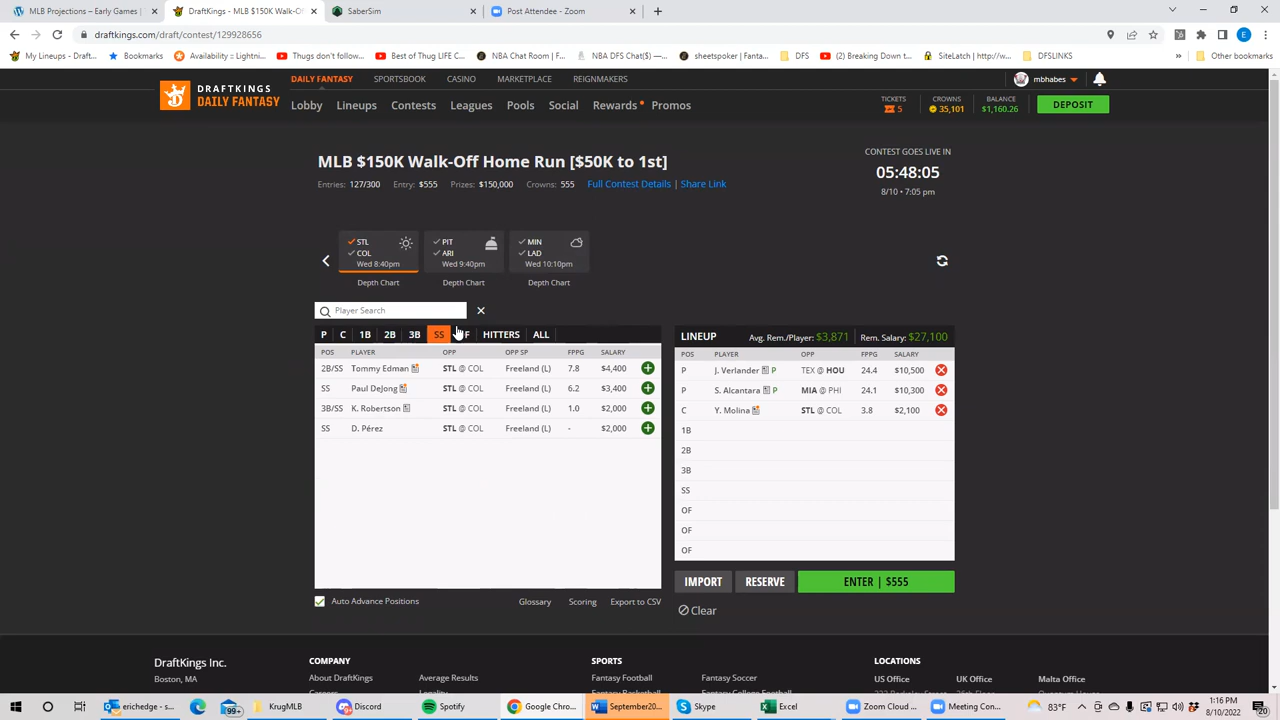 MLB Projections – Early Games
DraftKings - MLB $150K Walk-Off
SaberSim
Post Attendee - Zoom
draftkings.com/draft/contest/129928656
My Lineups - Draft...
Bookmarks
Availability :: Lightnin...
Thugs don't follow...
Best of Thug LIFE C...
NBA Chat Room | ...
NBA DFS Chat($) —...
sheetspoker | Fanta...
DFS
(2) Breaking Down t...
SiteLatch | http://w...
DFSLINKS
Other bookmarks
DAILY FANTASY SPORTSBOOK CASINO MARKETPLACE REIGNMAKERS
mbhabes
DRAFTKINGS
DAILY FANTASY
Lobby Lineups Contests Leagues Pools Social Rewards Promos
TICKETS CROWNS BALANCE
5 35,101 $1,160.26
DEPOSIT
MLB $150K Walk-Off Home Run [$50K to 1st]
Entries: 127/300 Entry: $555 Prizes: $150,000 Crowns: 555 Full Contest Details | Share Link
CONTEST GOES LIVE IN
05:48:05
8/10 • 7:05 pm
STL
COL
Wed 8:40pm
Depth Chart
PIT
ARI
Wed 9:40pm
Depth Chart
MIN
LAD
Wed 10:10pm
Depth Chart
Player Search
P C 1B 2B 3B SS F HITTERS ALL
POS PLAYER OPP OPP SP FPPG SALARY
2B/SS Tommy Edman STL @ COL Freeland (L) 7.8 $4,400
SS Paul DeJong STL @ COL Freeland (L) 6.2 $3,400
3B/SS K. Robertson STL @ COL Freeland (L) 1.0 $2,000
SS D. Pérez STL @ COL Freeland (L) - $2,000
LINEUP Avg. Rem./Player: $3,871 Rem. Salary: $27,100
POS PLAYER OPP FPPG SALARY
P J. Verlander P TEX @ HOU 24.4 $10,500
P S. Alcantara P MIA @ PHI 24.1 $10,300
C Y. Molina STL @ COL 3.8 $2,100
1B
2B
3B
SS
OF
OF
OF
IMPORT RESERVE ENTER | $555
Clear
Auto Advance Positions Glossary Scoring Export to CSV
DraftKings Inc.
Boston, MA
COMPANY
About DraftKings Average Results
SPORTS
Fantasy Football Fantasy Soccer
LOCATIONS
US Office UK Office Malta Office
99+
erichedge - s...
KrugMLB
Discord
Spotify
Google Chro...
September20...
Skype
Excel
Zoom Cloud ...
Meeting Con...
83°F
1:16 PM
8/10/2022
20